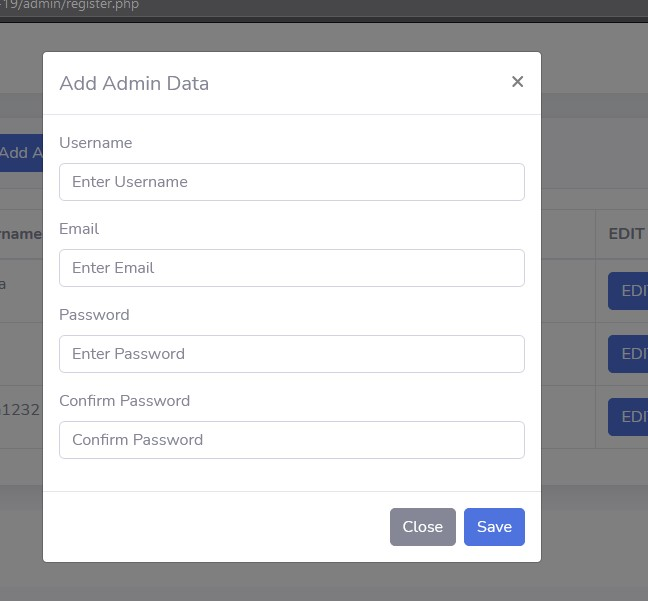 -19/admin/register.php
Add Admin Data ×
Username
Enter Username
Email
Enter Email
Password
Enter Password
Confirm Password
Confirm Password
Close Save
Add A
rname
EDIT
a
EDI
EDI
1232
EDI